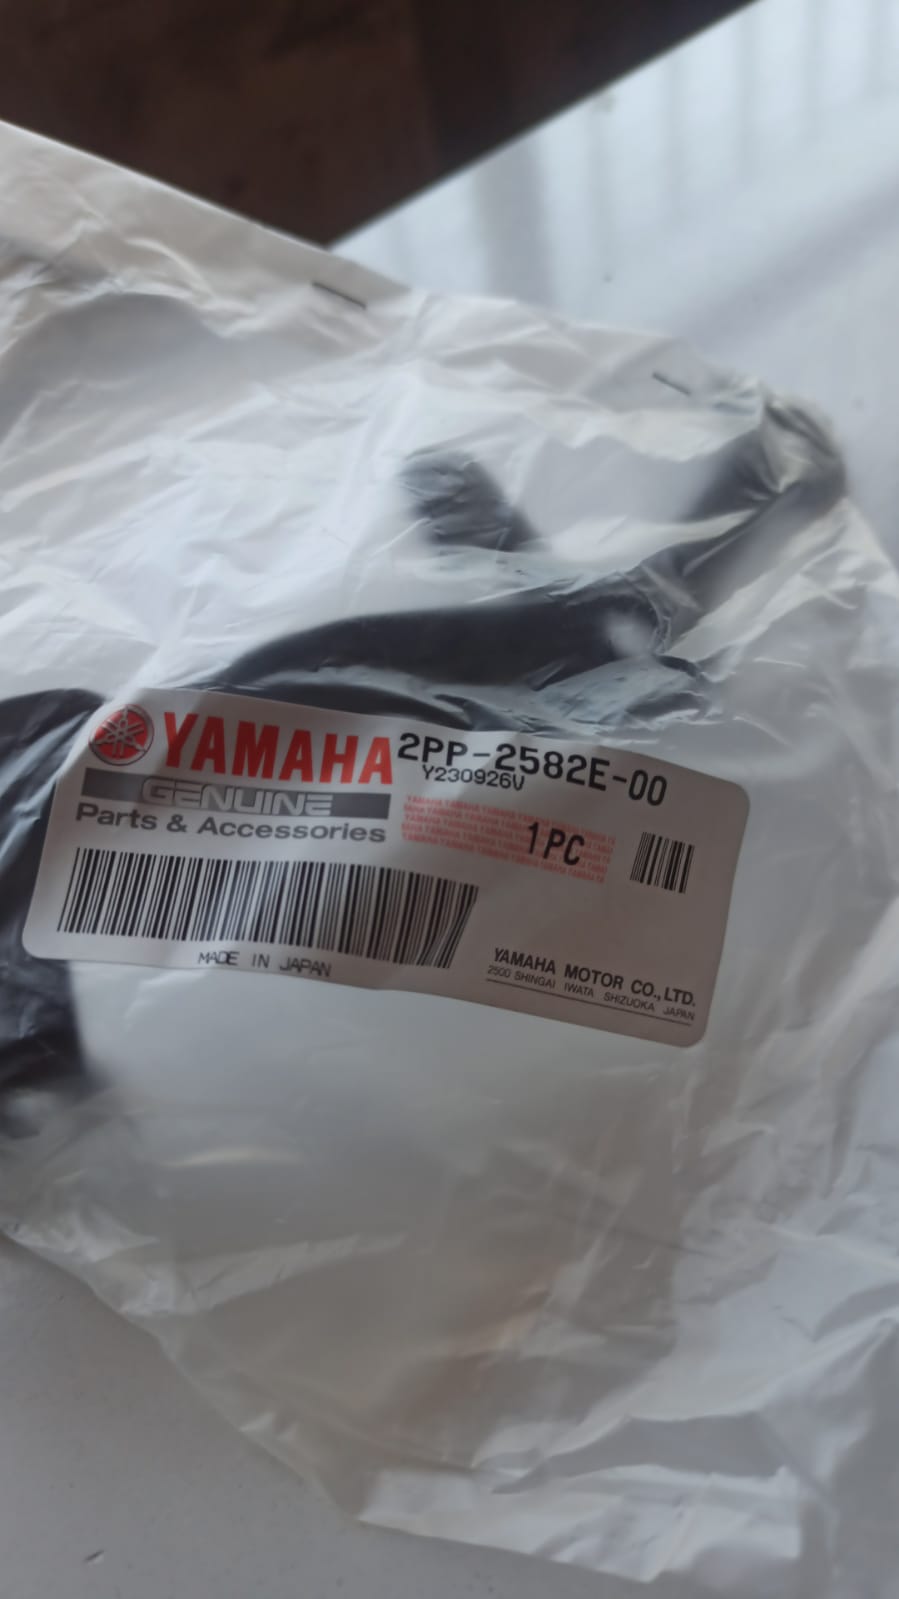 YAMAHA
2PP-2582E-00
Y230926V
GENUINE
Parts & Accessories
1PC
MADE IN JAPAN
YAMAHA MOTOR CO., LTD.
2500 SHINGAI IWATA SHIZUOKA JAPAN